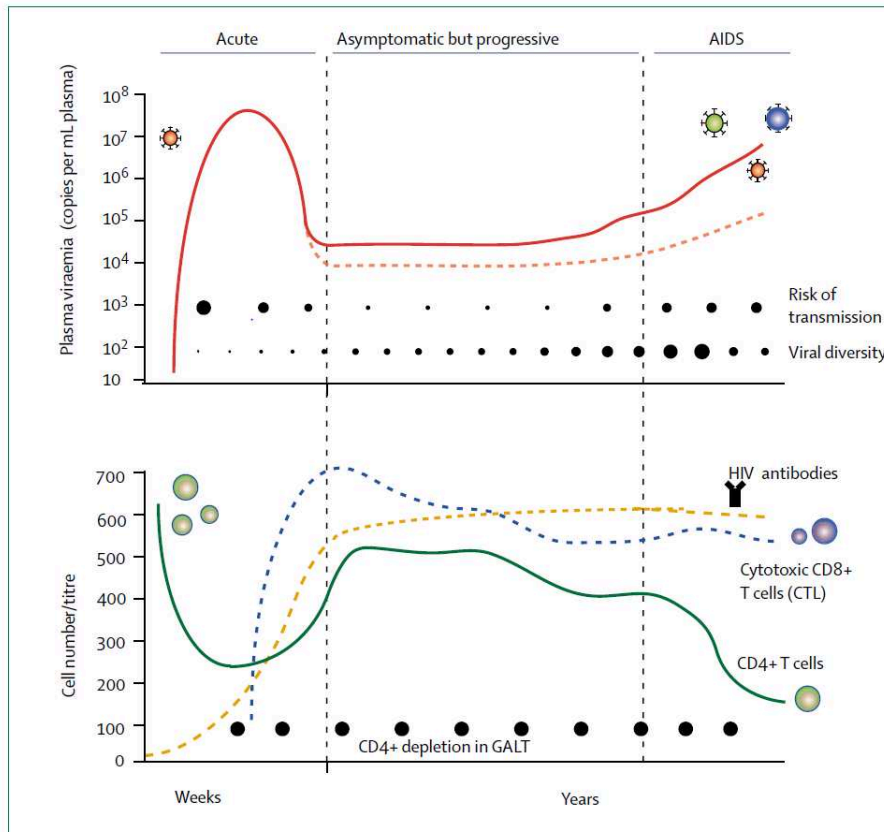 Acute
Asymptomatic but progressive
AIDS
Plasma viraemia (copies per mL plasma)
10⁸
10⁷
10⁶
10⁵
10⁴
10³
10²
10
Risk of
transmission
Viral diversity
Cell number/titre
700
600
500
400
300
200
100
0
HIV antibodies
Cytotoxic CD8+
T cells (CTL)
CD4+ T cells
CD4+ depletion in GALT
Weeks
Years